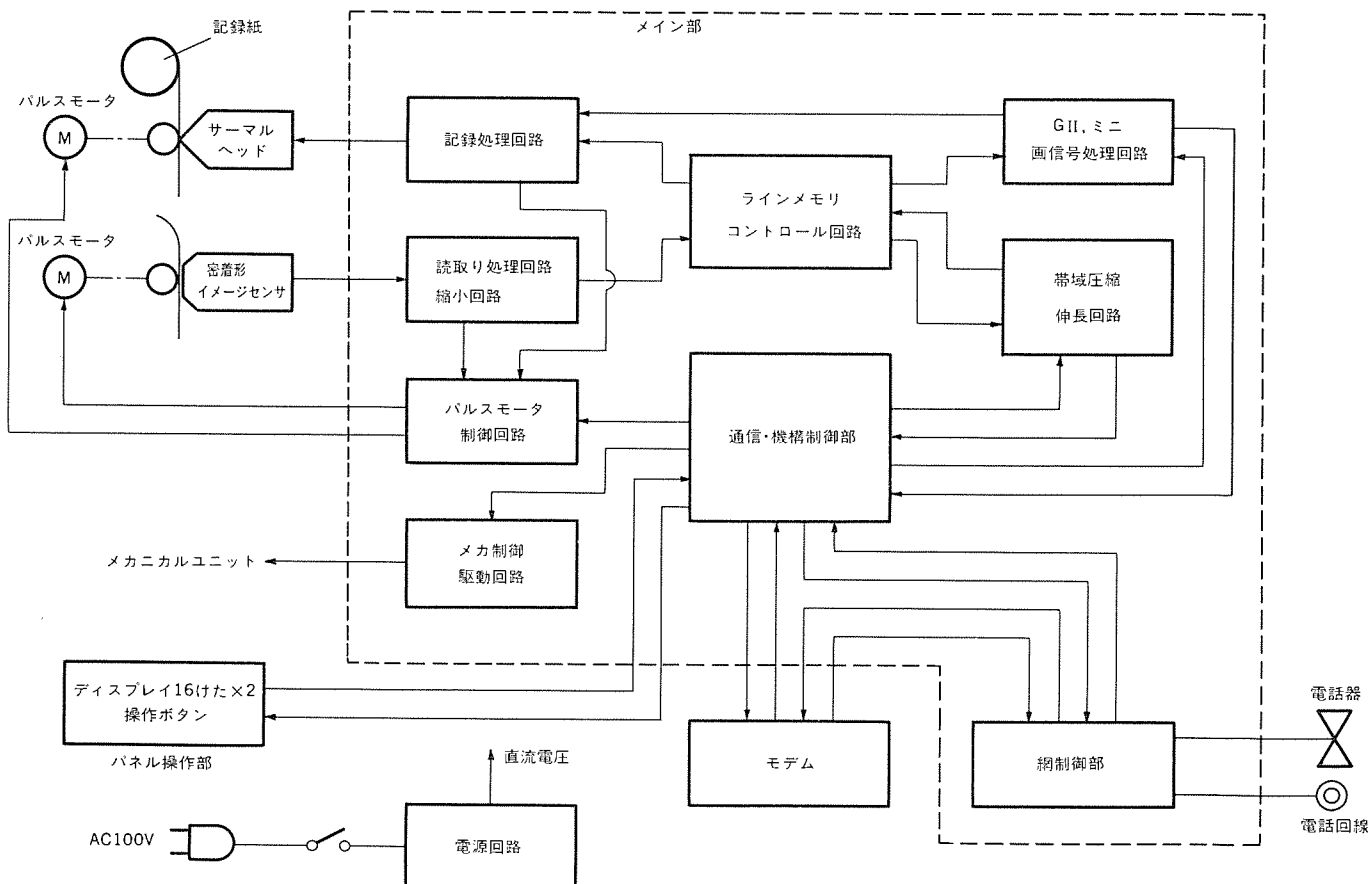 メイン部
記録紙
パルスモータ
M
サーマル
ヘッド
記録処理回路
GII,ミニ
画信号処理回路
ラインメモリ
コントロール回路
パルスモータ
M
密着形
イメージセンサ
読取り処理回路
縮小回路
帯域圧縮
伸長回路
パルスモータ
制御回路
通信・機構制御部
メカニカルユニット
メカ制御
駆動回路
ディスプレイ16けた×2
操作ボタン
パネル操作部
モデム
網制御部
電話器
電話回線
直流電圧
AC100V
電源回路